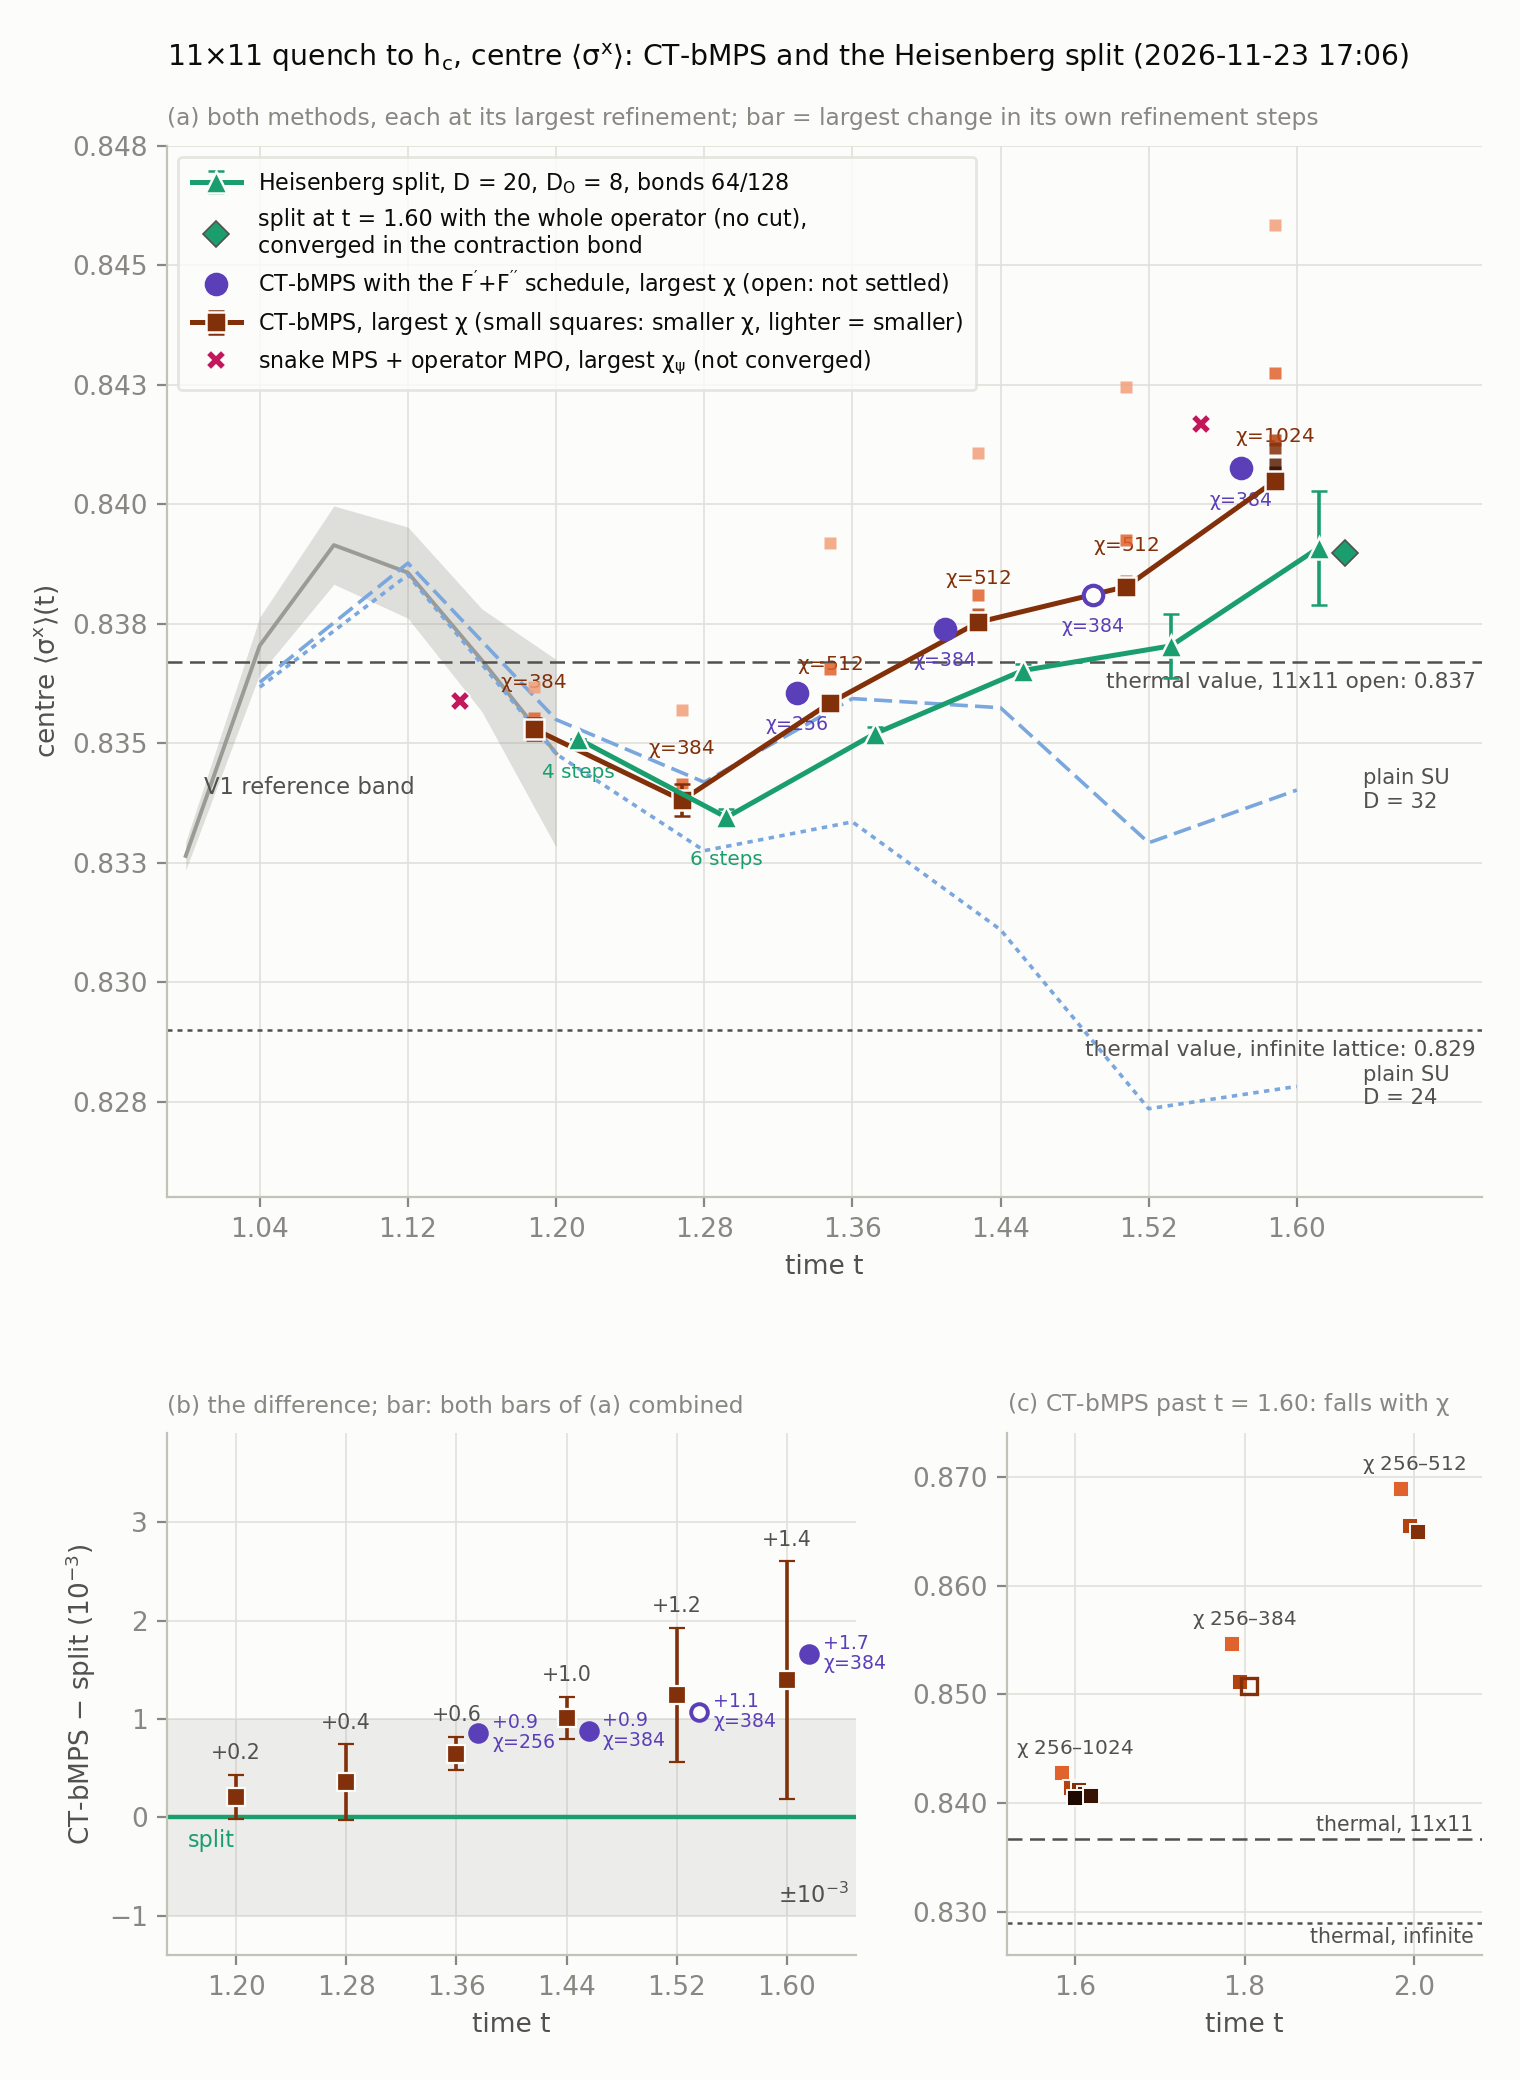 11×11 quench to h_c, centre ⟨σ^x⟩: CT-bMPS and the Heisenberg split (2026-11-23 17:06)
(a) both methods, each at its largest refinement; bar = largest change in its own refinement steps
Heisenberg split, D = 20, D_O = 8, bonds 64/128
split at t = 1.60 with the whole operator (no cut),
converged in the contraction bond
CT-bMPS with the F′+F″ schedule, largest χ (open: not settled)
CT-bMPS, largest χ (small squares: smaller χ, lighter = smaller)
snake MPS + operator MPO, largest χ_ψ (not converged)
centre ⟨σ^x⟩(t)
0.848
0.845
0.843
0.840
0.838
0.835
0.833
0.830
0.828
χ=1024
χ=384
χ=512
χ=512
χ=384
χ=512
χ=384
χ=384
χ=256
χ=384
thermal value, 11x11 open: 0.837
4 steps
V1 reference band
plain SU
D = 32
6 steps
thermal value, infinite lattice: 0.829
plain SU
D = 24
1.04 1.12 1.20 1.28 1.36 1.44 1.52 1.60
time t
(b) the difference; bar: both bars of (a) combined
CT-bMPS − split (10^−3)
3
2
1
0
−1
+0.2
+0.4
+0.6
+0.9
χ=256
+1.0
+0.9
χ=384
+1.2
+1.1
χ=384
+1.4
+1.7
χ=384
split
±10^−3
1.20 1.28 1.36 1.44 1.52 1.60
time t
(c) CT-bMPS past t = 1.60: falls with χ
0.870
0.860
0.850
0.840
0.830
χ 256–512
χ 256–384
χ 256–1024
thermal, 11x11
thermal, infinite
1.6 1.8 2.0
time t